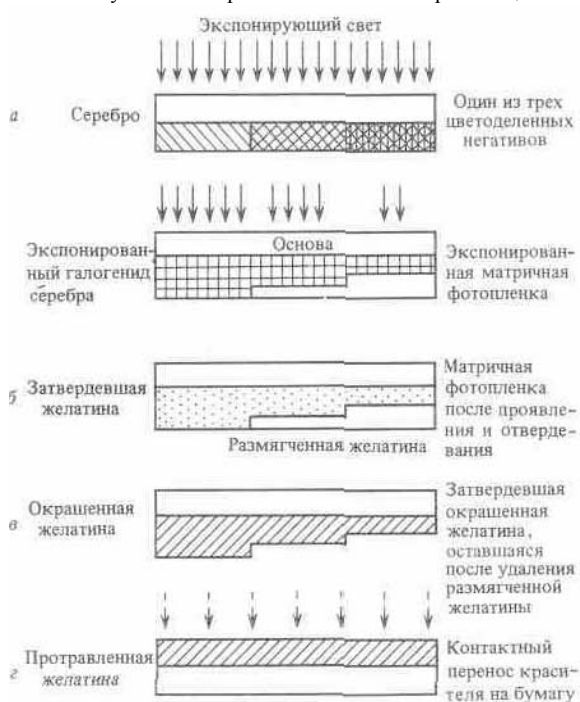 Экспонирующий свет
а
Серебро
Один из трех
цветоделенных
негативов
Экспонирован-
ный галогенид
серебра
Основа
Экспонирован-
ная матричная
фотопленка
б
Затвердевшая
желатина
Размягченная желатина
Матричная
фотопленка
после проявле-
ния и отверде-
вания
в
Окрашенная
желатина
Затвердевшая
окрашенная
желатина,
оставшаяся
после удаления
размягченной
желатины
г
Протравленная
желатина
Контактный
перенос краси-
теля на бумагу